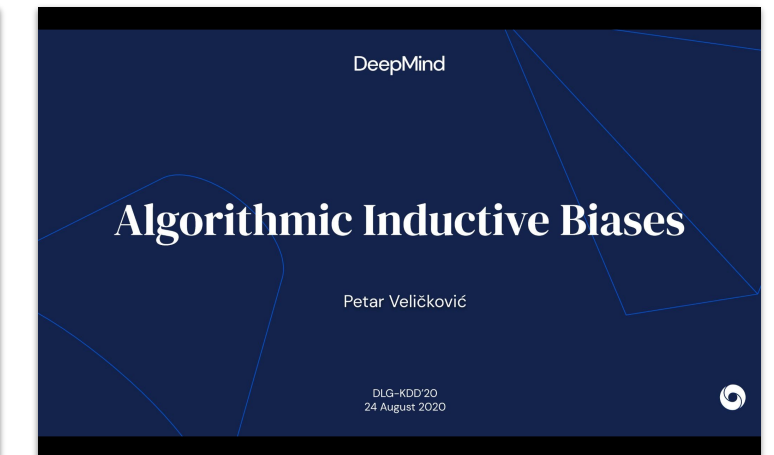 DeepMind
Algorithmic Inductive Biases
Petar Veličković
DLG-KDD'20
24 August 2020